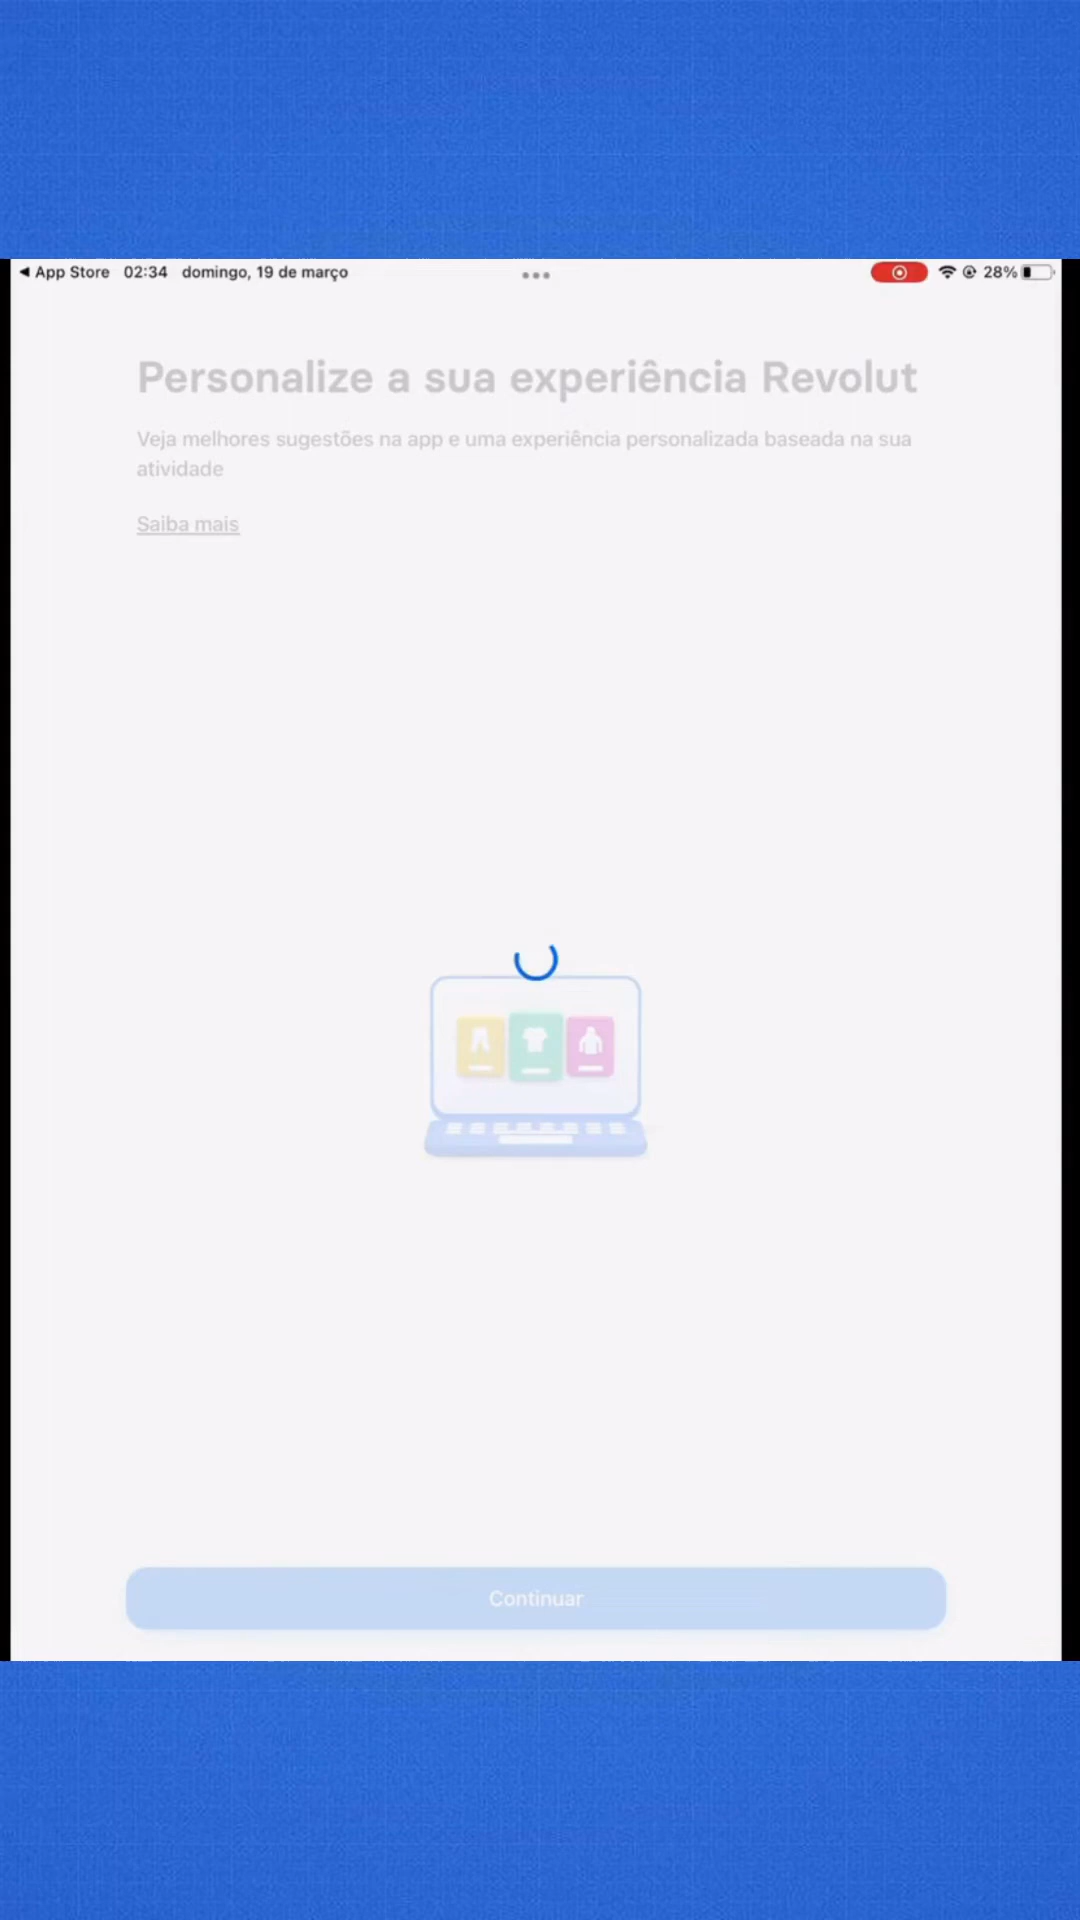 App Store 02:34 domingo, 19 de março 28%
Personalize a sua experiência Revolut
Veja melhores sugestões na app e uma experiência personalizada baseada na sua
atividade
Saiba mais
Continuar